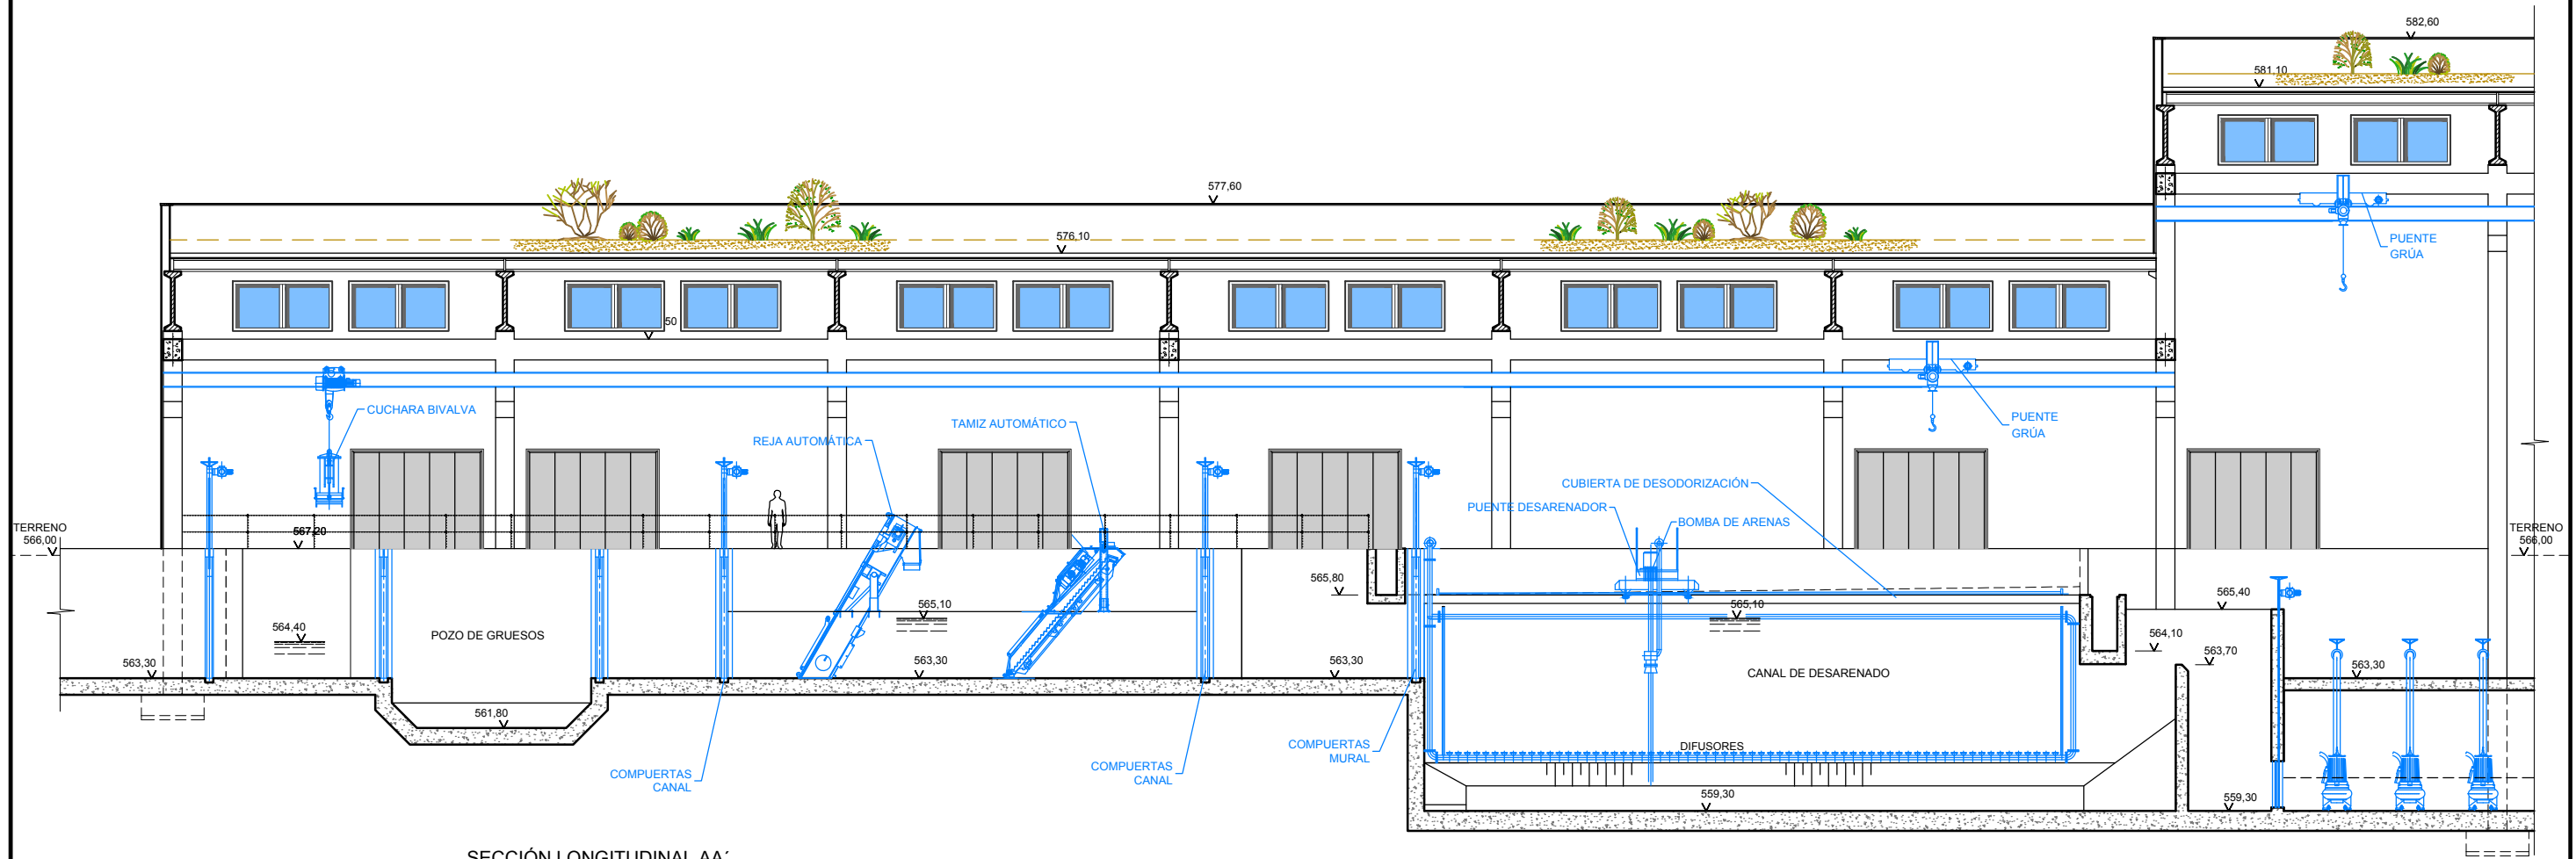 582,60
581,10
577,60
576,10
PUENTE
GRÚA
50
CUCHARA BIVALVA
REJA AUTOMÁTICA
TAMIZ AUTOMÁTICO
PUENTE
GRÚA
CUBIERTA DE DESODORIZACIÓN
PUENTE DESARENADOR
BOMBA DE ARENAS
TERRENO
566,00
567,20
TERRENO
566,00
565,80
565,10
565,10
565,40
564,40
POZO DE GRUESOS
564,10
563,30
563,30
563,30
CANAL DE DESARENADO
563,70
563,30
561,80
COMPUERTAS
CANAL
COMPUERTAS
CANAL
COMPUERTAS
MURAL
DIFUSORES
559,30
559,30
SECCIÓN LONGITUDINAL AA´